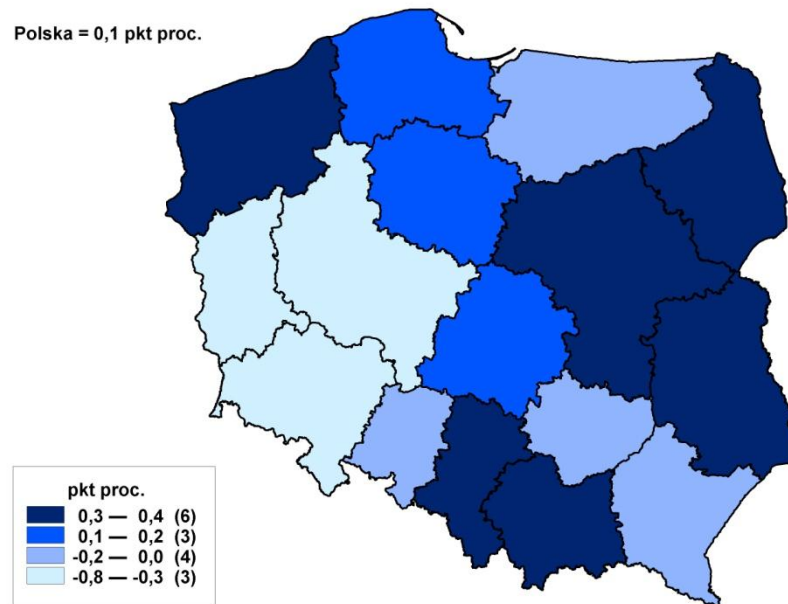 Polska = 0,1 pkt proc.
pkt proc.
0,3 — 0,4 (6)
0,1 — 0,2 (3)
-0,2 — 0,0 (4)
-0,8 — -0,3 (3)